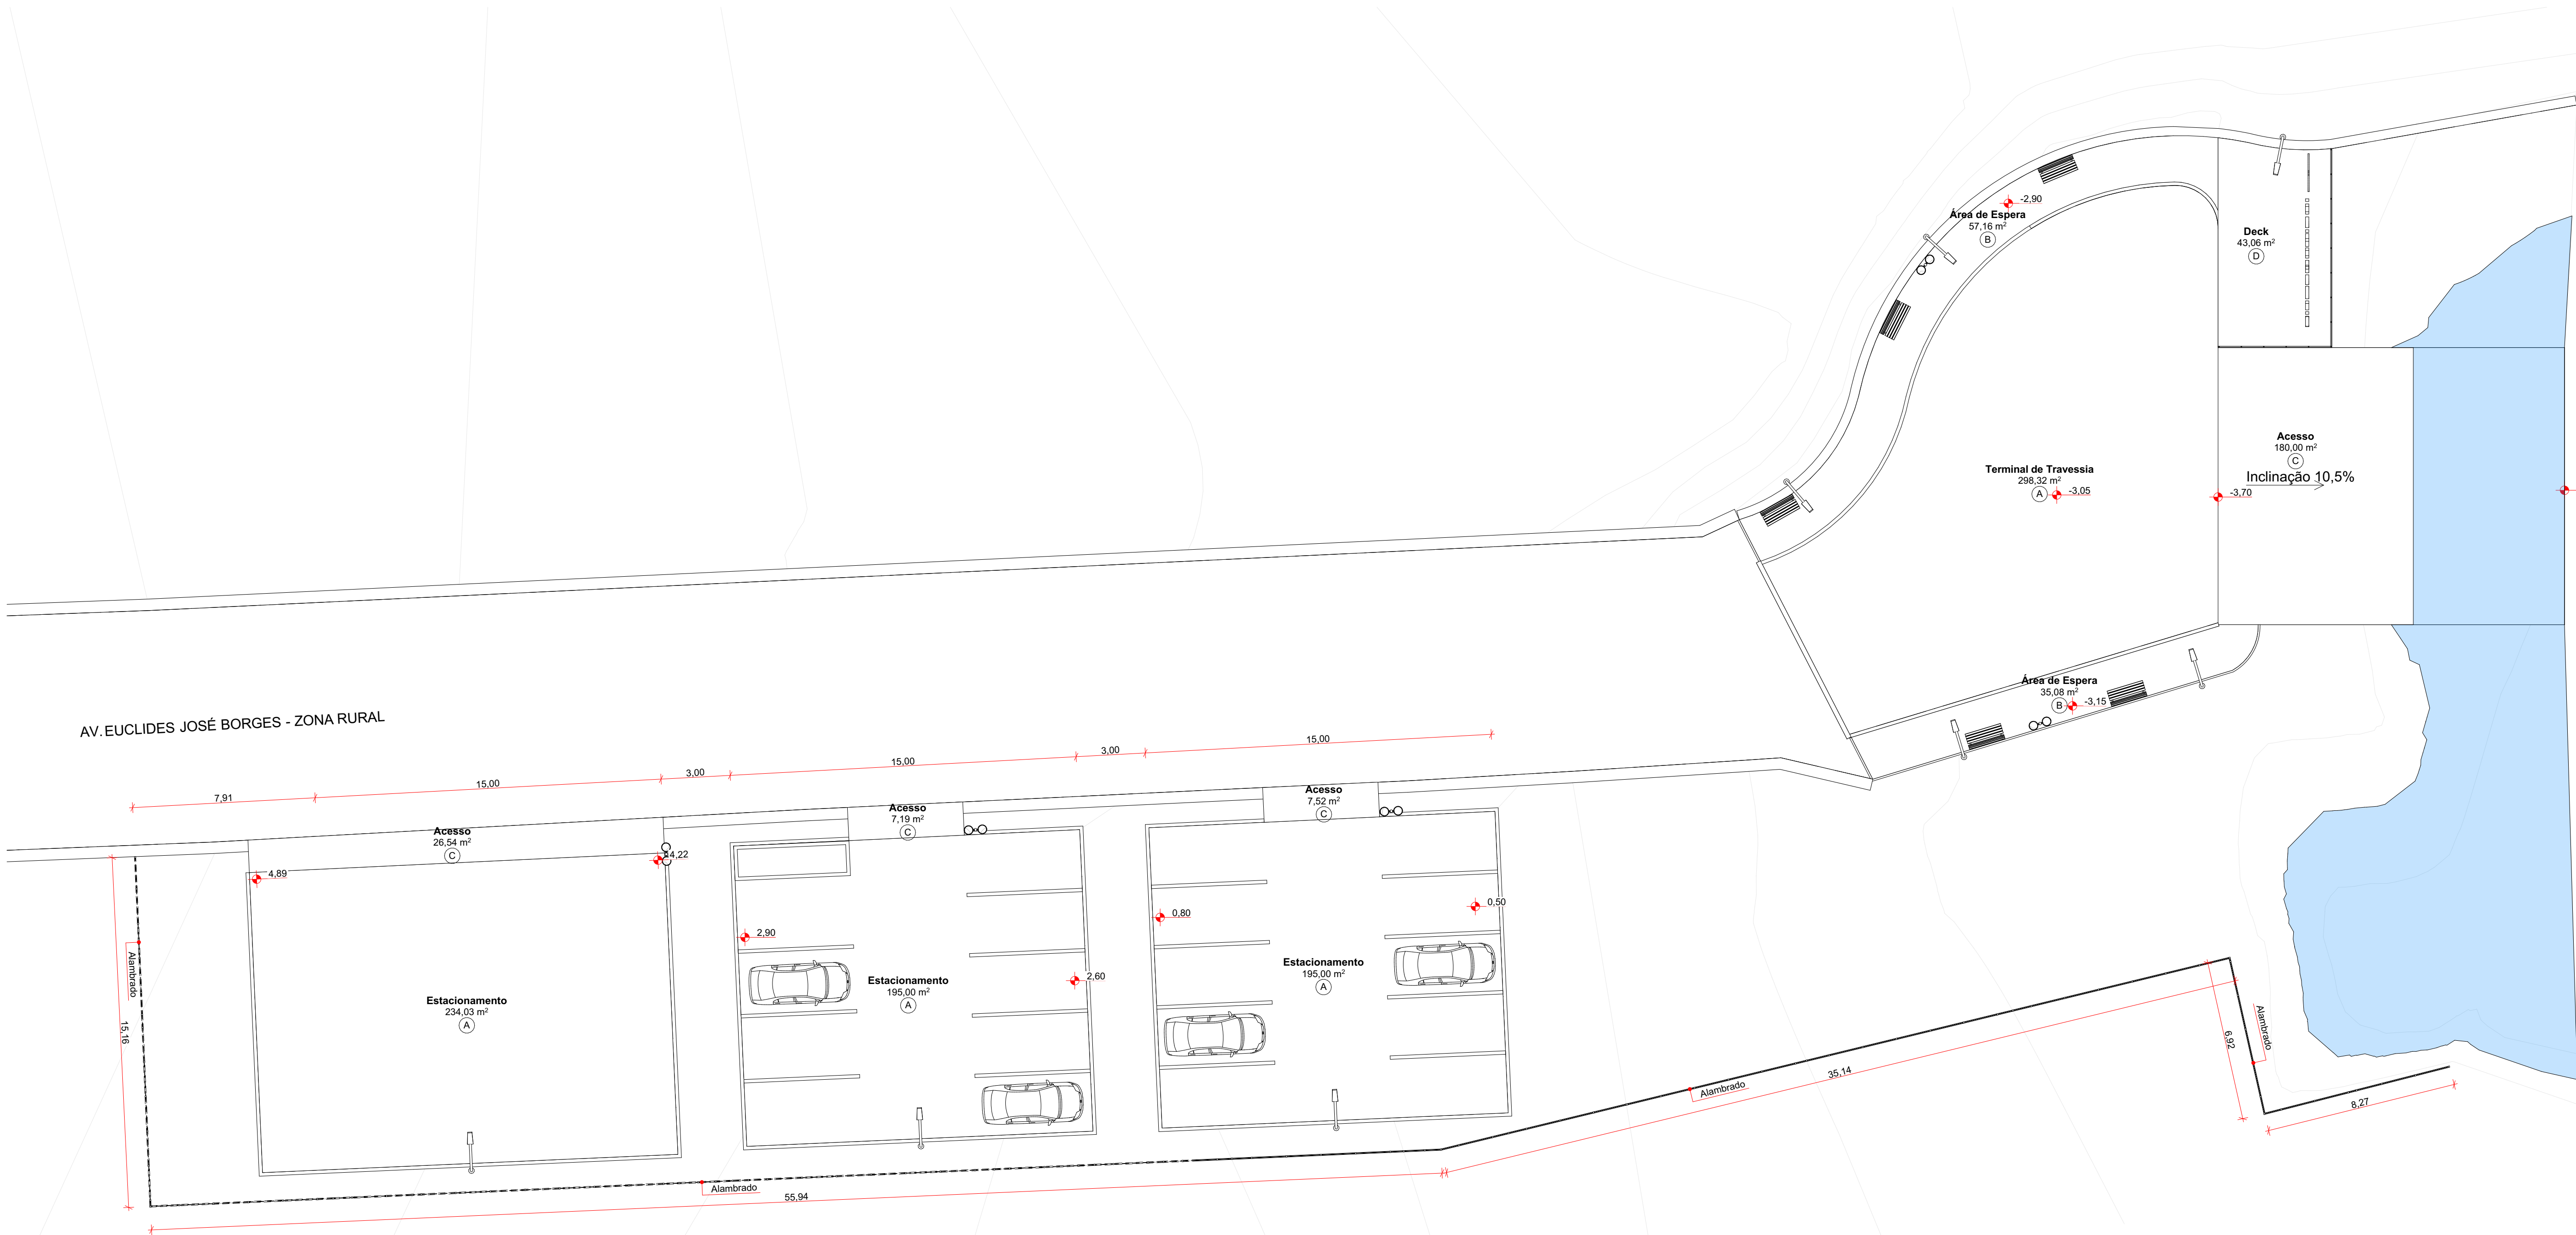 -2,90
Área de Espera
57,16 m²
B
Deck
43,06 m²
D
Acesso
180,00 m²
C
Inclinação 10,5%
-3,70
Terminal de Travessia
298,32 m²
A
-3,05
Área de Espera
35,08 m²
B
-3,15
AV. EUCLIDES JOSÉ BORGES - ZONA RURAL
7,91
15,00
3,00
15,00
3,00
15,00
Acesso
26,54 m²
C
Acesso
7,19 m²
C
Acesso
7,52 m²
C
4,89
4,22
2,90
2,60
0,80
0,50
Alambrado
15,16
Estacionamento
234,03 m²
A
Estacionamento
195,00 m²
A
Estacionamento
195,00 m²
A
Alambrado
55,94
Alambrado
35,14
6,92
Alambrado
8,27